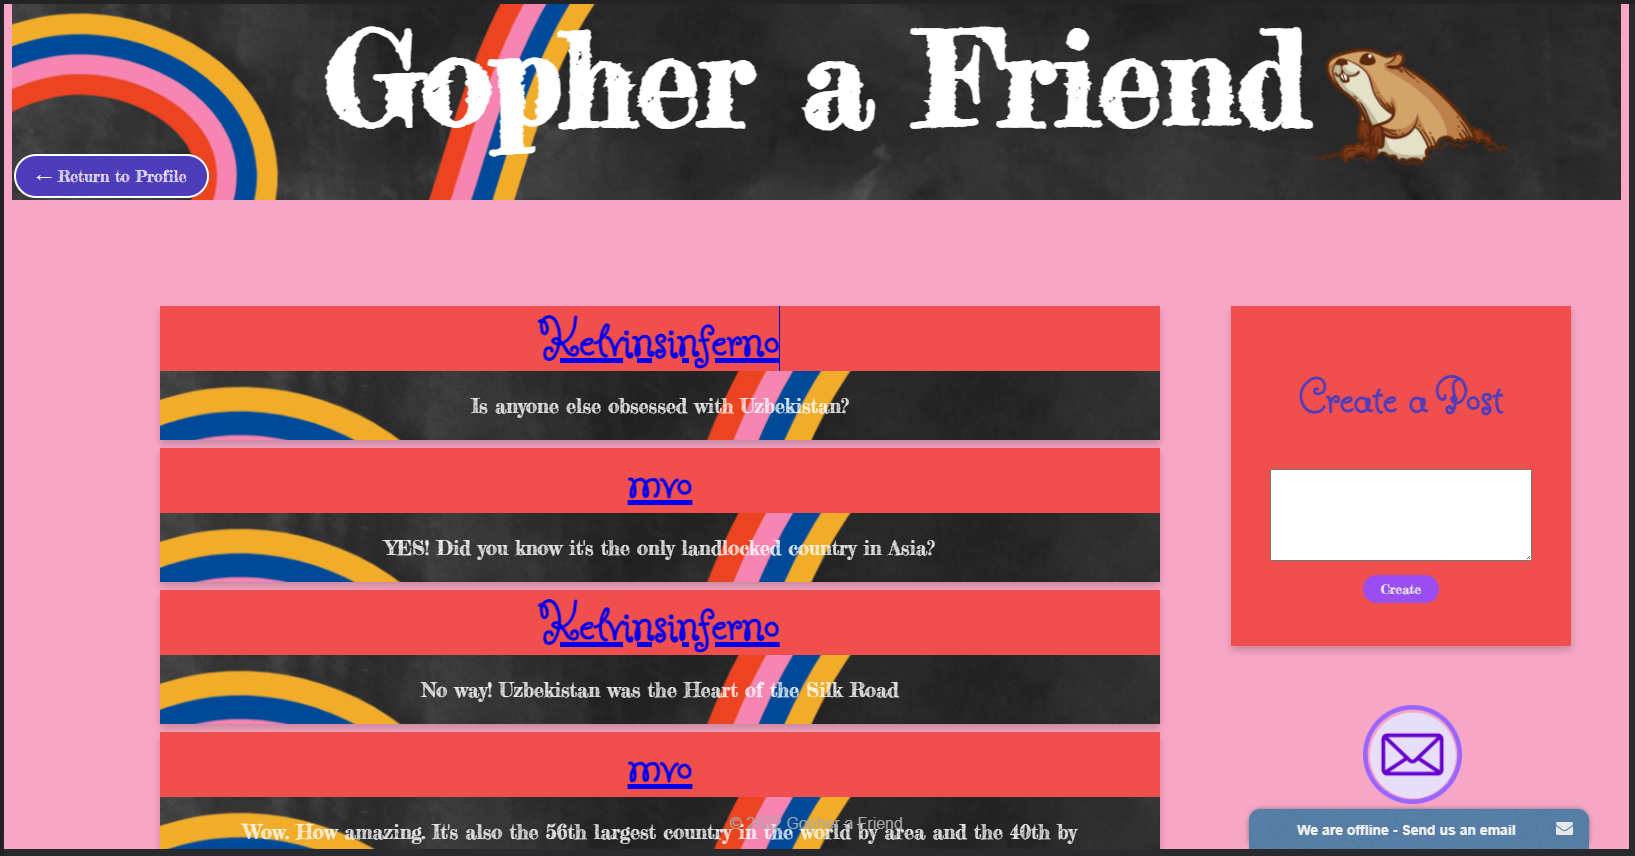 Gopher a Friend
← Return to Profile
Kelvinsinferno
Is anyone else obsessed with Uzbekistan?
mvo
YES! Did you know it's the only landlocked country in Asia?
Kelvinsinferno
No way! Uzbekistan was the Heart of the Silk Road
mvo
Wow. How amazing. It's also the 56th largest country in the world by area and the 40th by
Create a Post
Create
© Gopher a Friend
We are offline - Send us an email